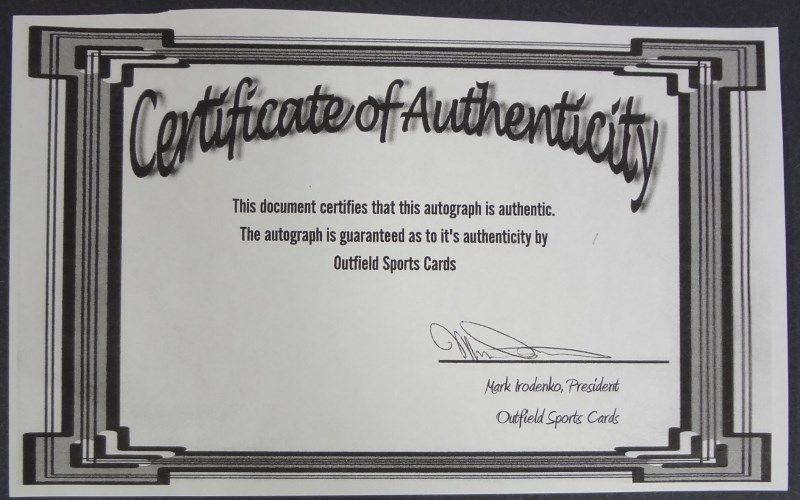 Certificate of Authenticity
This document certifies that this autograph is authentic.
The autograph is guaranteed as to it's authenticity by
Outfield Sports Cards
Mark Irodenko, President
Outfield Sports Cards